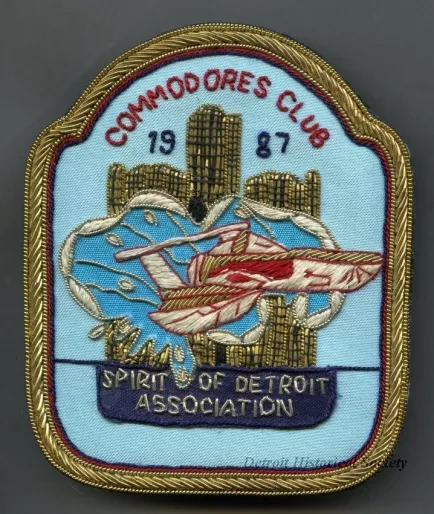 COMMODORES CLUB
19 87
SPIRIT OF DETROIT
ASSOCIATION
Detroit Historical Society